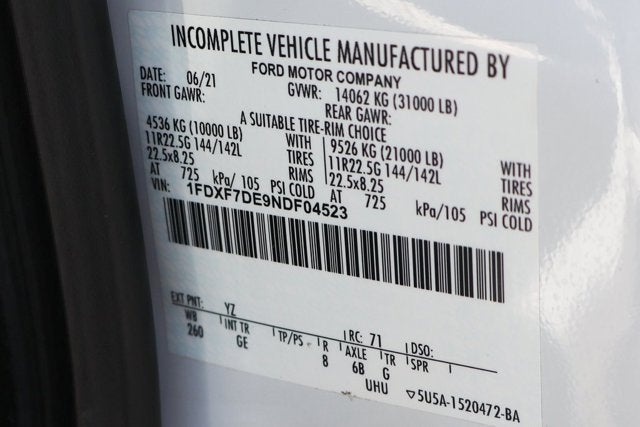 INCOMPLETE VEHICLE MANUFACTURED BY
FORD MOTOR COMPANY
DATE: 06/21 GVWR: 14062 KG (31000 LB)
FRONT GAWR: REAR GAWR:
A SUITABLE TIRE-RIM CHOICE
4536 KG (10000 LB) WITH 9526 KG (21000 LB) WITH
11R22.5G 144/142L TIRES 11R22.5G 144/142L TIRES
22.5x8.25 RIMS 22.5x8.25 RIMS
AT 725 kPa/ 105 PSI COLD AT 725 kPa/105 PSI COLD
VIN: 1FDXF7DE9NDF04523
EXT PNT: YZ RC: 71 DSO:
WB INT TR TP/PS R AXLE TR SPR
260 GE 8 6B G
UHU 5U5A-1520472-BA